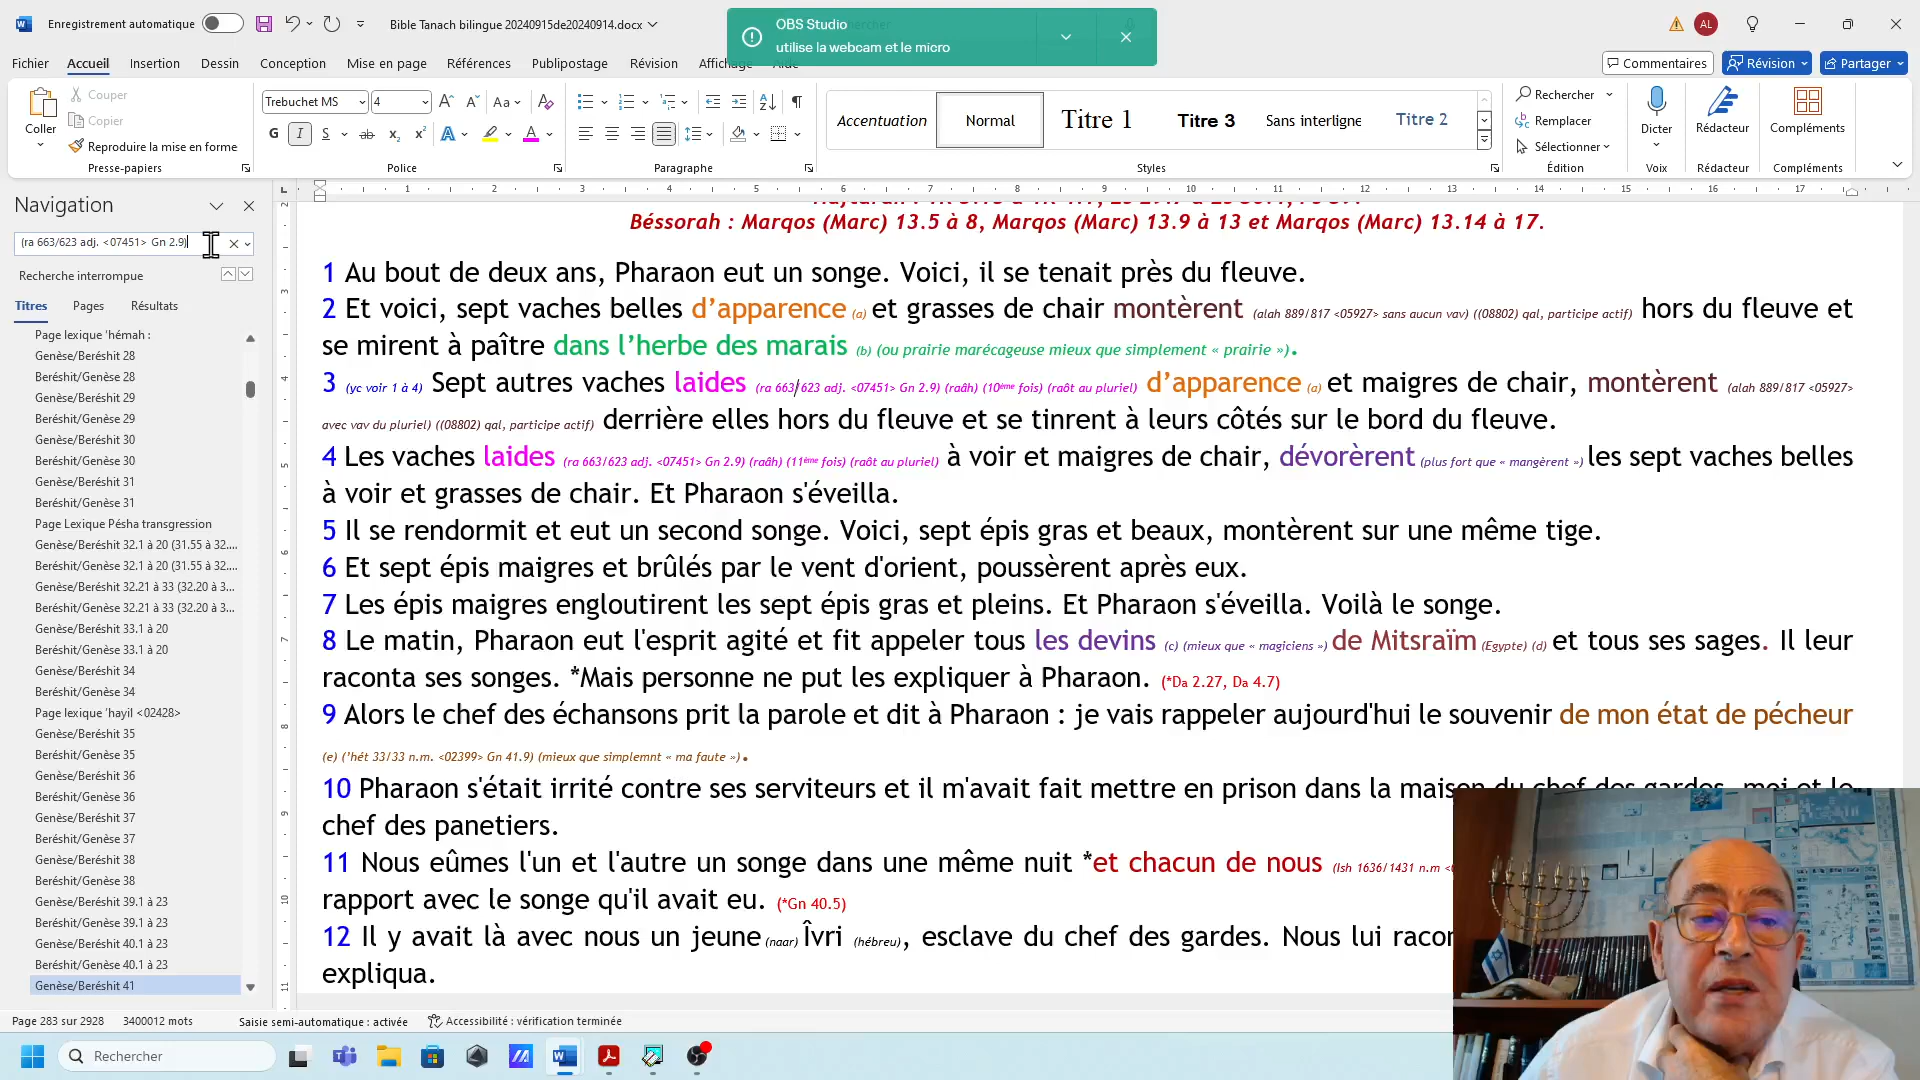 Enregistrement automatique
Bible Tanach bilingue 20240915de20240914.docx
OBS Studio
utilise la webcam et le micro
AL
Fichier Accueil Insertion Dessin Conception Mise en page Références Publipostage Révision Affichage Aide
Commentaires Révision Partager
Coller
Couper
Copier
Reproduire la mise en forme
Presse-papiers
Trebuchet MS 4
Police
Paragraphe
Accentuation Normal Titre 1 Titre 3 Sans interligne Titre 2
Styles
Rechercher
Remplacer
Sélectionner
Édition
Dicter
Voix
Rédacteur
Rédacteur
Compléments
Compléments
Navigation
(ra 663/623 adj. <07451> Gn 2.9)
Recherche interrompue
Titres Pages Résultats
Page lexique 'hémah :
Genèse/Beréshit 28
Beréshit/Genèse 28
Genèse/Beréshit 29
Beréshit/Genèse 29
Genèse/Beréshit 30
Beréshit/Genèse 30
Genèse/Beréshit 31
Beréshit/Genèse 31
Page Lexique Pésha transgression
Genèse/Beréshit 32.1 à 20 (31.55 à 32....
Beréshit/Genèse 32.1 à 20 (31.55 à 32....
Genèse/Beréshit 32.21 à 33 (32.20 à 3...
Beréshit/Genèse 32.21 à 33 (32.20 à 3...
Genèse/Beréshit 33.1 à 20
Beréshit/Genèse 33.1 à 20
Genèse/Beréshit 34
Beréshit/Genèse 34
Page lexique 'hayil <02428>
Genèse/Beréshit 35
Beréshit/Genèse 35
Genèse/Beréshit 36
Beréshit/Genèse 36
Genèse/Beréshit 37
Beréshit/Genèse 37
Genèse/Beréshit 38
Beréshit/Genèse 38
Genèse/Beréshit 39.1 à 23
Beréshit/Genèse 39.1 à 23
Genèse/Beréshit 40.1 à 23
Beréshit/Genèse 40.1 à 23
Genèse/Beréshit 41
Béssorah : Marqos (Marc) 13.5 à 8, Marqos (Marc) 13.9 à 13 et Marqos (Marc) 13.14 à 17.
1 Au bout de deux ans, Pharaon eut un songe. Voici, il se tenait près du fleuve.
2 Et voici, sept vaches belles d’apparence (a) et grasses de chair montèrent (alah 889/817 <05927> sans aucun vav) ((08802) qal, participe actif) hors du fleuve et
se mirent à paître dans l’herbe des marais (b) (ou prairie marécageuse mieux que simplement « prairie »).
3 (yc voir 1 à 4) Sept autres vaches laides (ra 663/623 adj. <07451> Gn 2.9) (raâh) (10ème fois) (raôt au pluriel) d’apparence (a) et maigres de chair, montèrent (alah 889/817 <05927>
avec vav du pluriel) ((08802) qal, participe actif) derrière elles hors du fleuve et se tinrent à leurs côtés sur le bord du fleuve.
4 Les vaches laides (ra 663/623 adj. <07451> Gn 2.9) (raâh) (11ème fois) (raôt au pluriel) à voir et maigres de chair, dévorèrent (plus fort que « mangèrent ») les sept vaches belles
à voir et grasses de chair. Et Pharaon s'éveilla.
5 Il se rendormit et eut un second songe. Voici, sept épis gras et beaux, montèrent sur une même tige.
6 Et sept épis maigres et brûlés par le vent d'orient, poussèrent après eux.
7 Les épis maigres engloutirent les sept épis gras et pleins. Et Pharaon s'éveilla. Voilà le songe.
8 Le matin, Pharaon eut l'esprit agité et fit appeler tous les devins (c) (mieux que « magiciens ») de Mitsraïm (Egypte) (d) et tous ses sages. Il leur
raconta ses songes. *Mais personne ne put les expliquer à Pharaon. (*Da 2.27, Da 4.7)
9 Alors le chef des échansons prit la parole et dit à Pharaon : je vais rappeler aujourd'hui le souvenir de mon état de pécheur
(e) ('hét 33/33 n.m. <02399> Gn 41.9) (mieux que simplemnt « ma faute »).
10 Pharaon s'était irrité contre ses serviteurs et il m'avait fait mettre en prison dans la maison du chef des gardes, moi et le
chef des panetiers.
11 Nous eûmes l'un et l'autre un songe dans une même nuit *et chacun de nous (Ish 1636/1431 n.m
rapport avec le songe qu'il avait eu. (*Gn 40.5)
12 Il y avait là avec nous un jeune (naar) Îvri (hébreu), esclave du chef des gardes. Nous lui
expliqua.
Page 283 sur 2928 3400012 mots Saisie semi-automatique : activée Accessibilité : vérification terminée
Rechercher